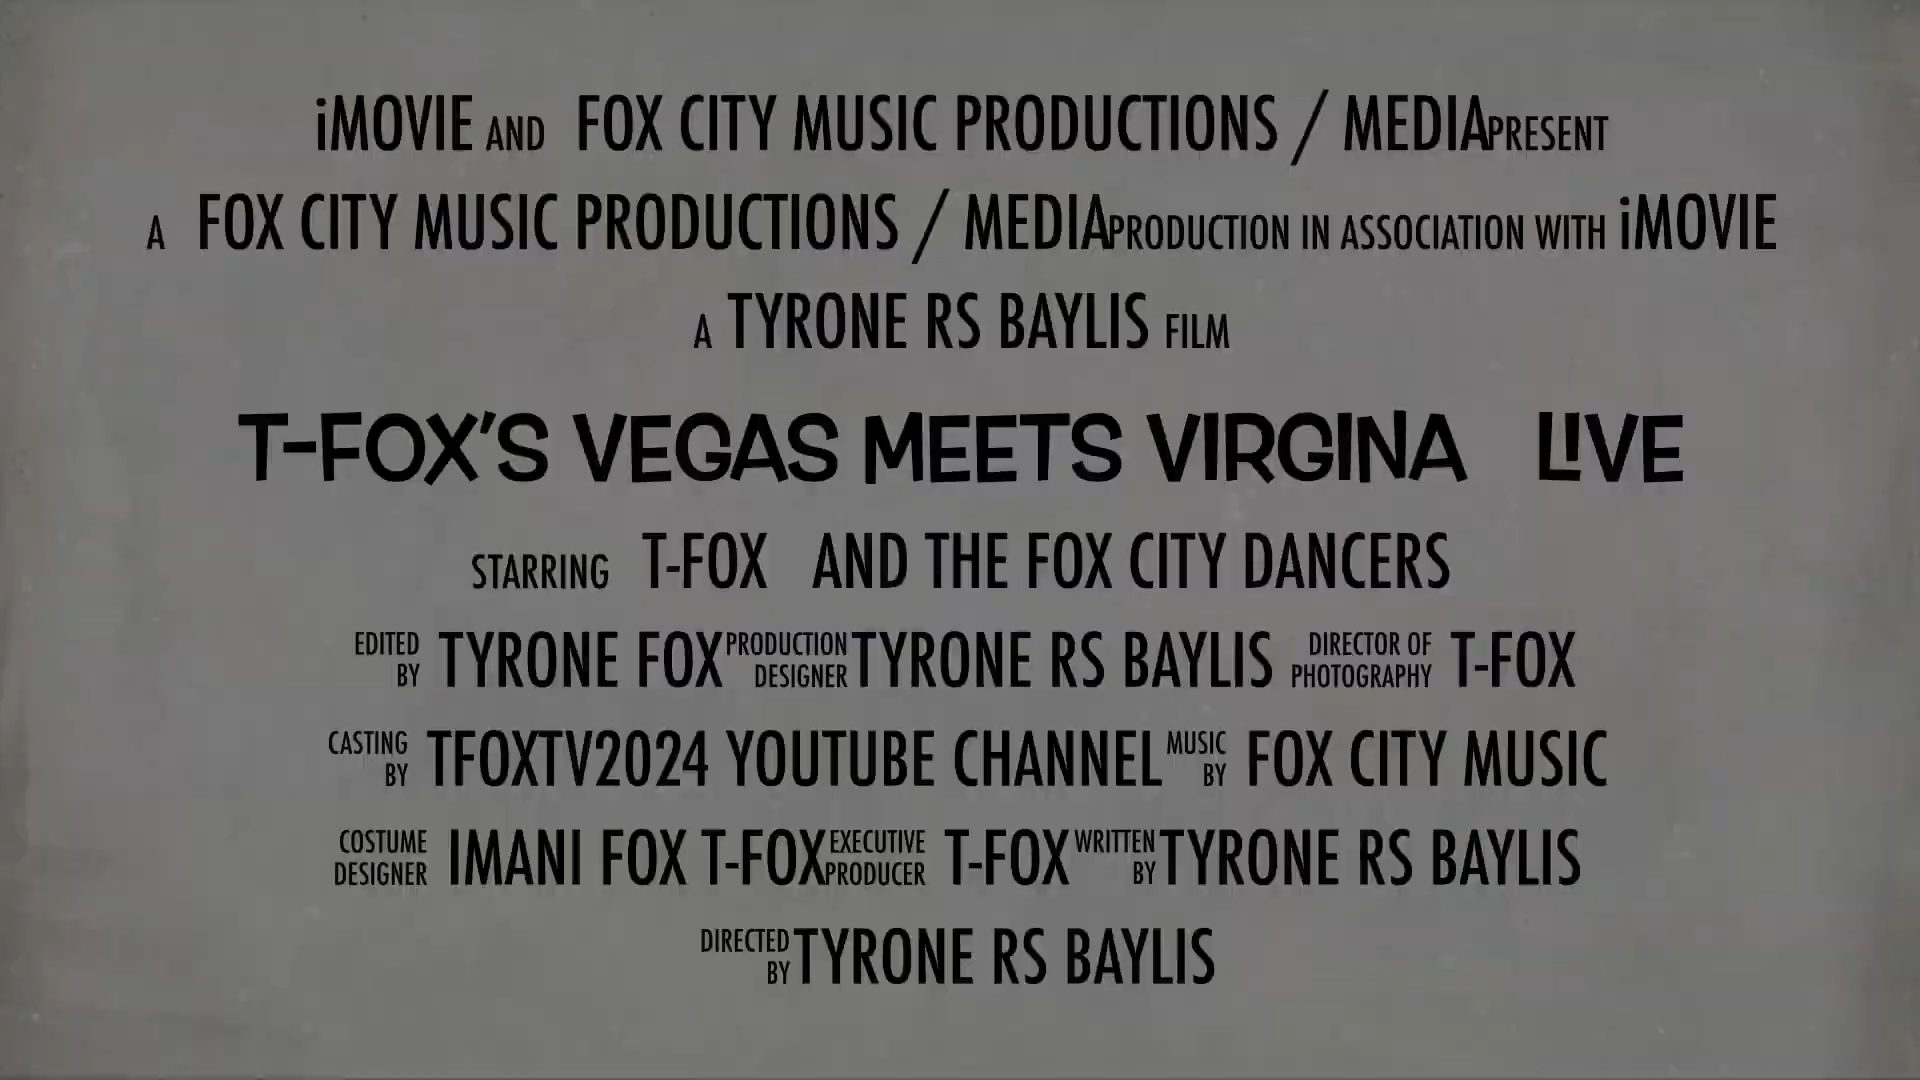 iMOVIE AND FOX CITY MUSIC PRODUCTIONS / MEDIA PRESENT
A FOX CITY MUSIC PRODUCTIONS / MEDIA PRODUCTION IN ASSOCIATION WITH iMOVIE
A TYRONE RS BAYLIS FILM
T-FOX'S VEGAS MEETS VIRGINA LIVE
STARRING T-FOX AND THE FOX CITY DANCERS
EDITED BY TYRONE FOX PRODUCTION DESIGNER TYRONE RS BAYLIS DIRECTOR OF PHOTOGRAPHY T-FOX
CASTING BY TFOXTV2024 YOUTUBE CHANNEL MUSIC BY FOX CITY MUSIC
COSTUME DESIGNER IMANI FOX T-FOX EXECUTIVE PRODUCER T-FOX WRITTEN BY TYRONE RS BAYLIS
DIRECTED BY TYRONE RS BAYLIS